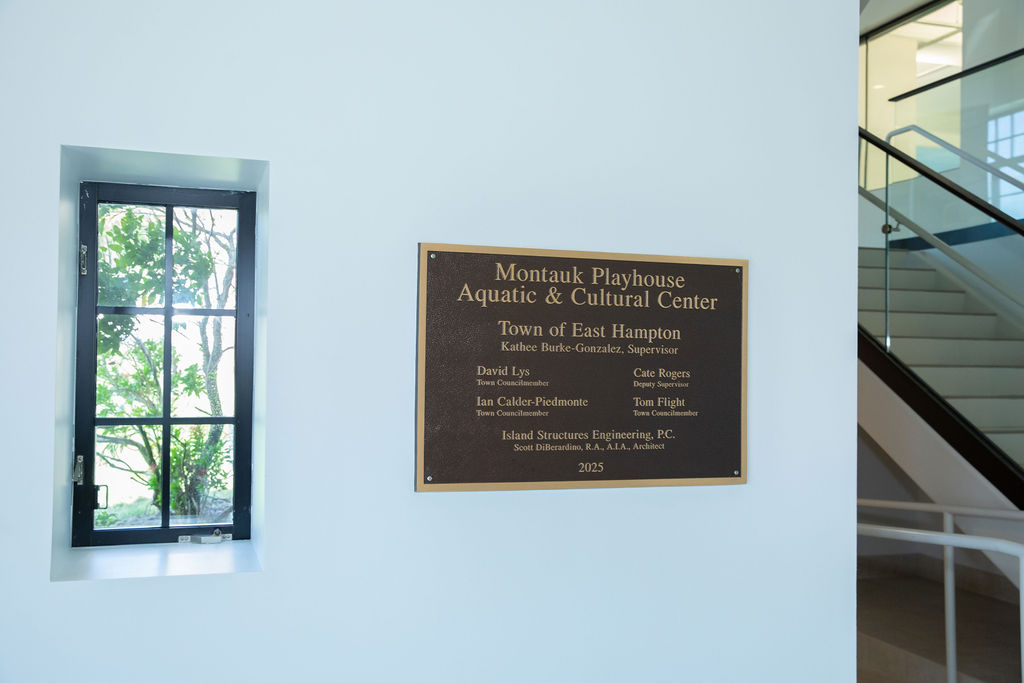 Montauk Playhouse
Aquatic & Cultural Center
Town of East Hampton
Kathee Burke-Gonzalez, Supervisor
David Lys
Town Councilmember
Cate Rogers
Deputy Supervisor
Ian Calder-Piedmonte
Town Councilmember
Tom Flight
Town Councilmember
Island Structures Engineering, P.C.
Scott DiBerardino, R.A., A.I.A., Architect
2025